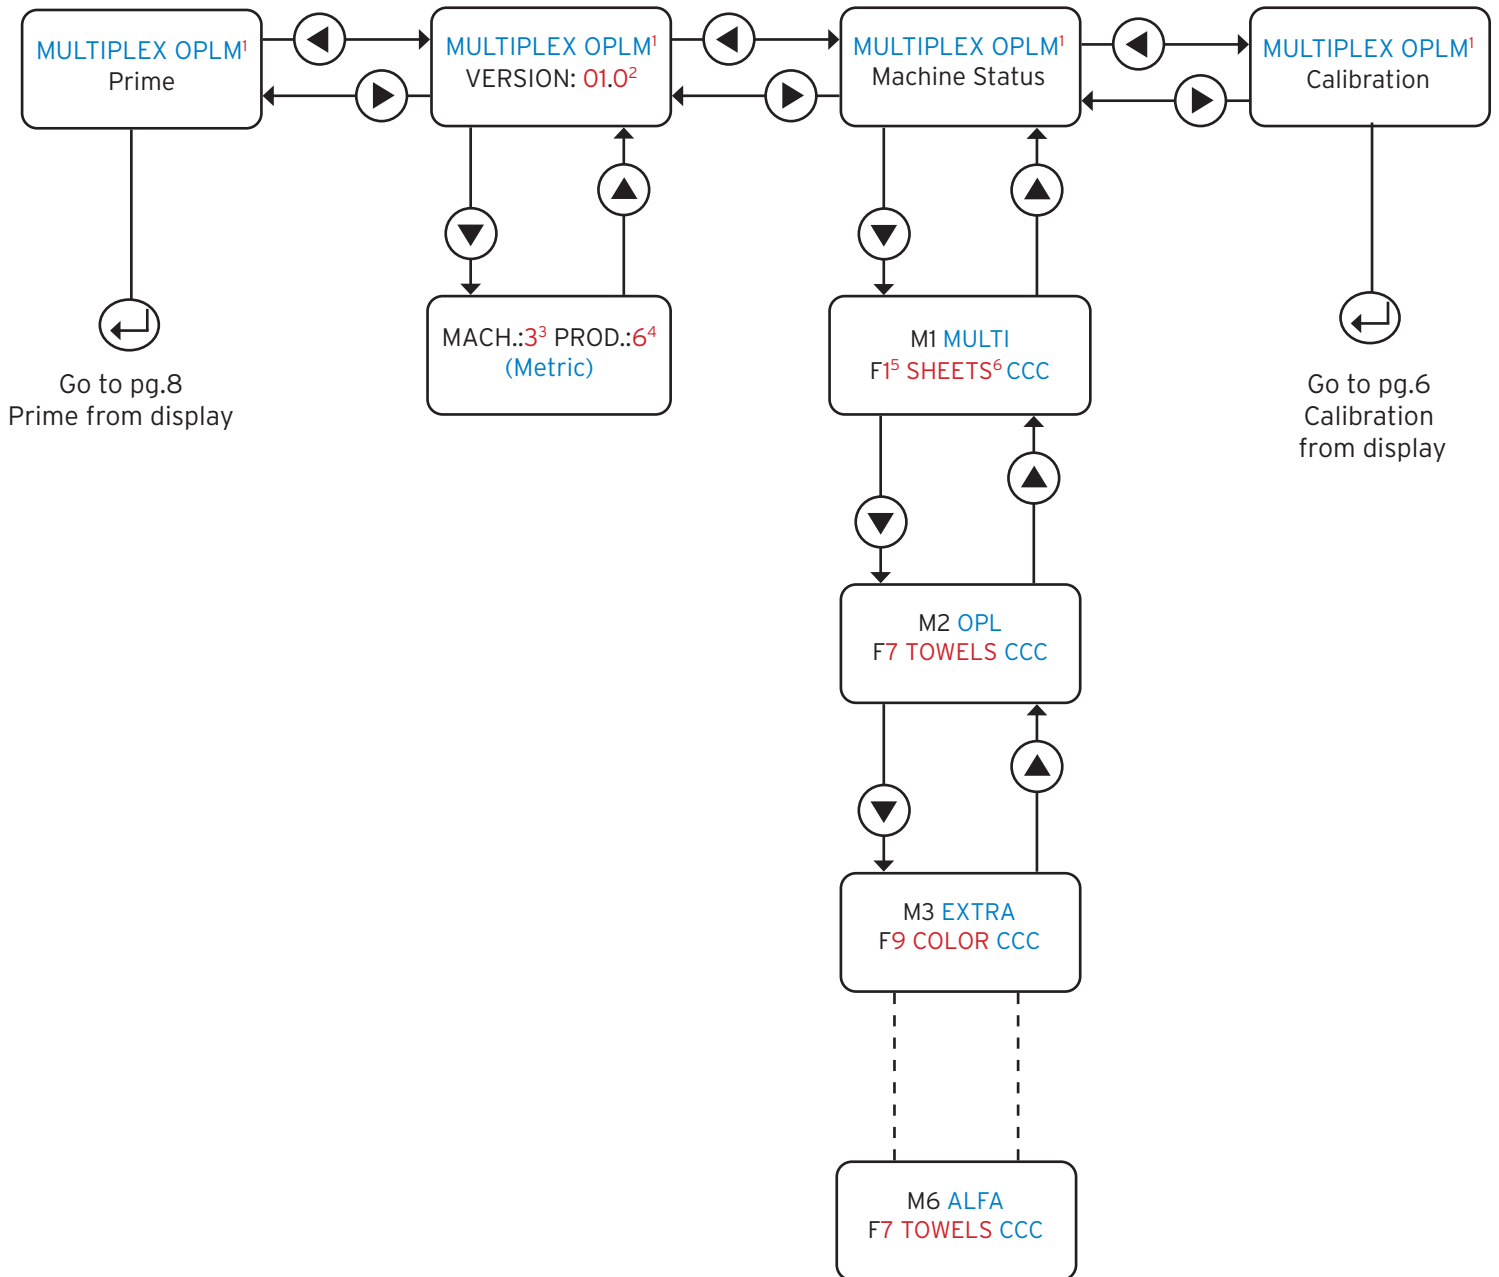 MULTIPLEX OPLM¹
Prime
MULTIPLEX OPLM¹
VERSION: 01.0²
MULTIPLEX OPLM¹
Machine Status
MULTIPLEX OPLM¹
Calibration
MACH.:3³ PROD.:6⁴
(Metric)
M1 MULTI
F1⁵ SHEETS⁶ CCC
Go to pg.8
Prime from display
Go to pg.6
Calibration
from display
M2 OPL
F7 TOWELS CCC
M3 EXTRA
F9 COLOR CCC
M6 ALFA
F7 TOWELS CCC